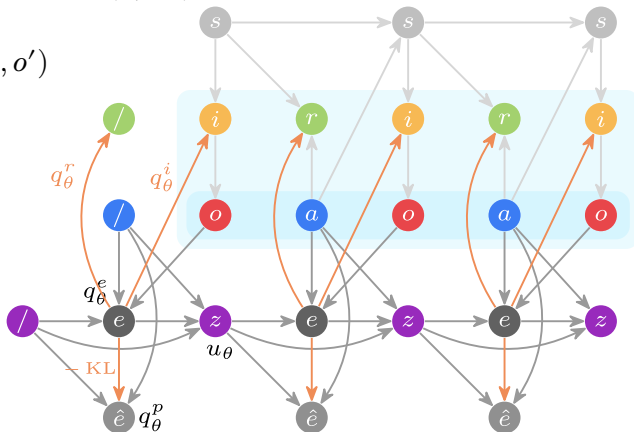 s s s
, o′)
/ i r i r i
q_θ^r q_θ^i
/ o a o a o
q_θ^e
/ e z e z e z
u_θ
− KL
ê q_θ^p ê ê